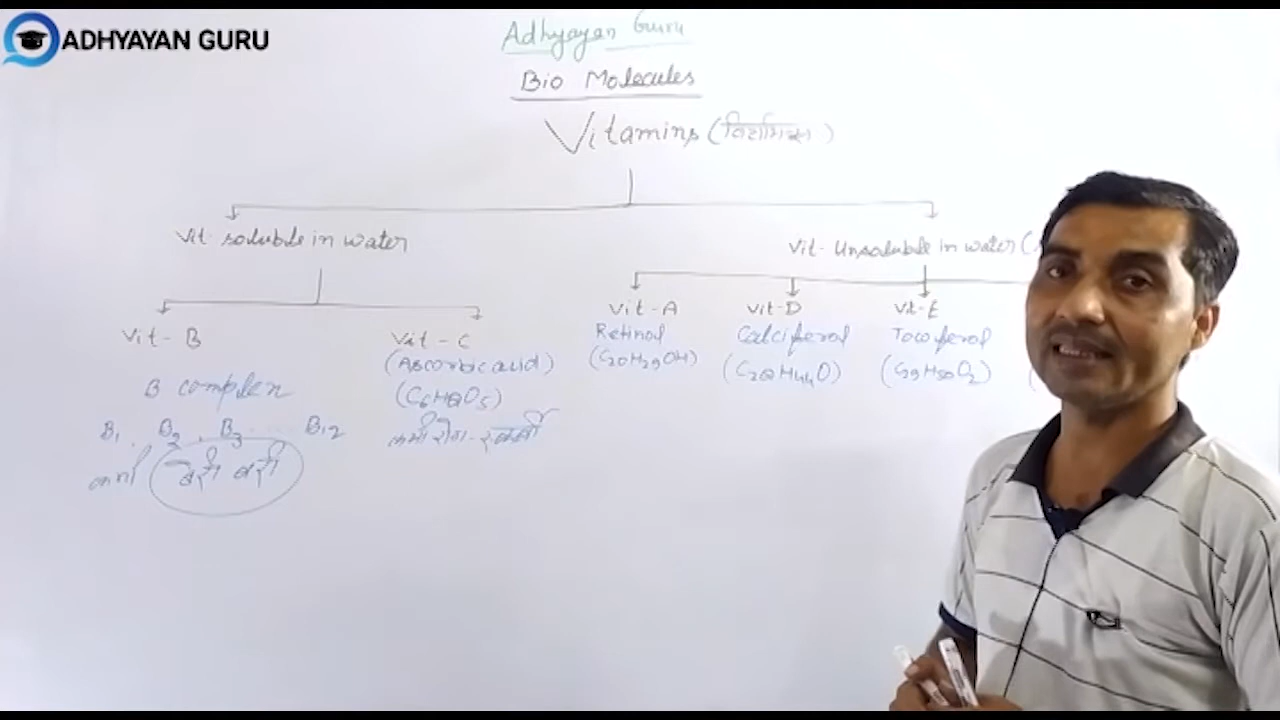 ADHYAYAN GURU
Adhyayan Guru
Bio Molecules
Vitamins (विटामिन्स)
Vit- soluble in water
Vit- Unsoluble in water (
Vit- B
Vit - C
Vit-A
Vit-D
Vit-E
B complex
(Ascorbic acid)
Retinol
Calciferol
Tocoferol
(C6H8O6)
(C20H29OH)
(C28H44O)
(C29H50O2)
B1, B2, B3 .... B12
कमी रोग - स्कर्वी
कमी बेरी बेरी